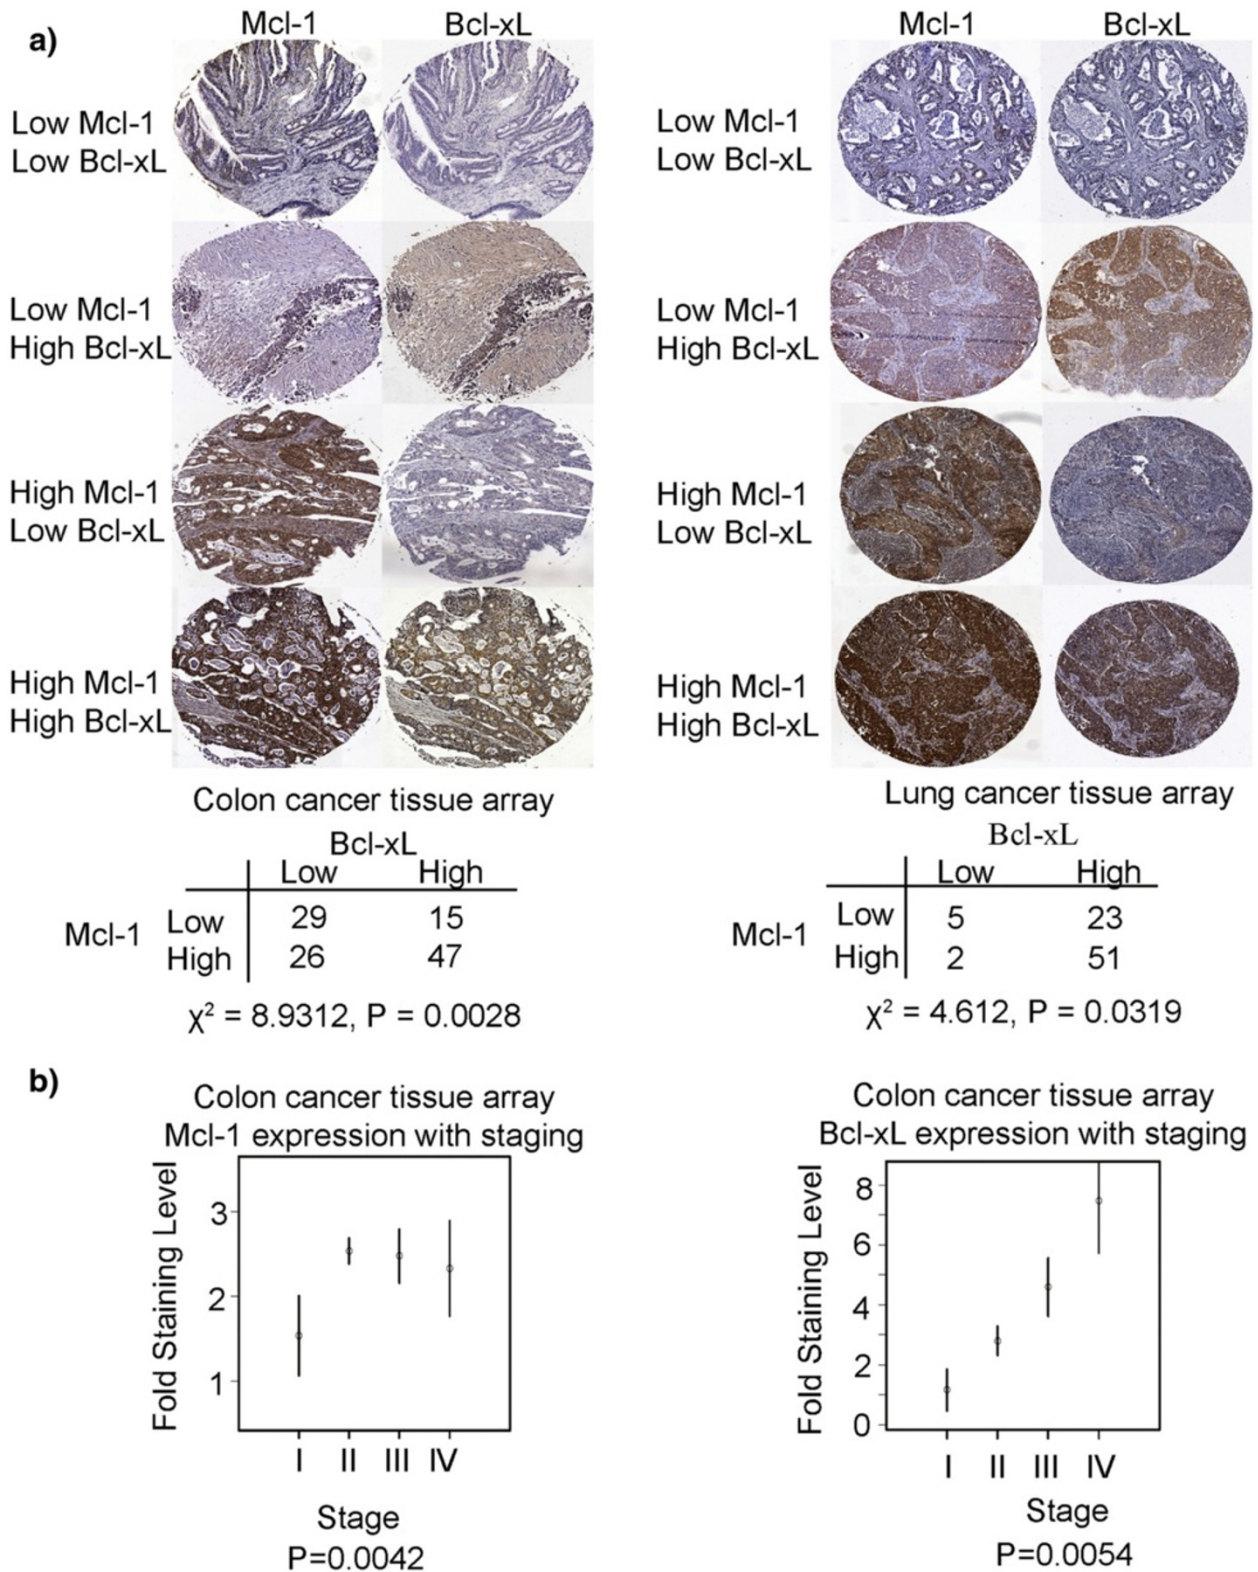 a)
Mcl-1 Bcl-xL
Low Mcl-1
Low Bcl-xL
Low Mcl-1
High Bcl-xL
High Mcl-1
Low Bcl-xL
High Mcl-1
High Bcl-xL
Colon cancer tissue array
Bcl-xL
Low High
Mcl-1
Low 29 15
High 26 47
χ² = 8.9312, P = 0.0028
Mcl-1 Bcl-xL
Low Mcl-1
Low Bcl-xL
Low Mcl-1
High Bcl-xL
High Mcl-1
Low Bcl-xL
High Mcl-1
High Bcl-xL
Lung cancer tissue array
Bcl-xL
Low High
Mcl-1
Low 5 23
High 2 51
χ² = 4.612, P = 0.0319
b)
Colon cancer tissue array
Mcl-1 expression with staging
Fold Staining Level
3
2
1
I II III IV
Stage
P=0.0042
Colon cancer tissue array
Bcl-xL expression with staging
Fold Staining Level
8
6
4
2
0
I II III IV
Stage
P=0.0054